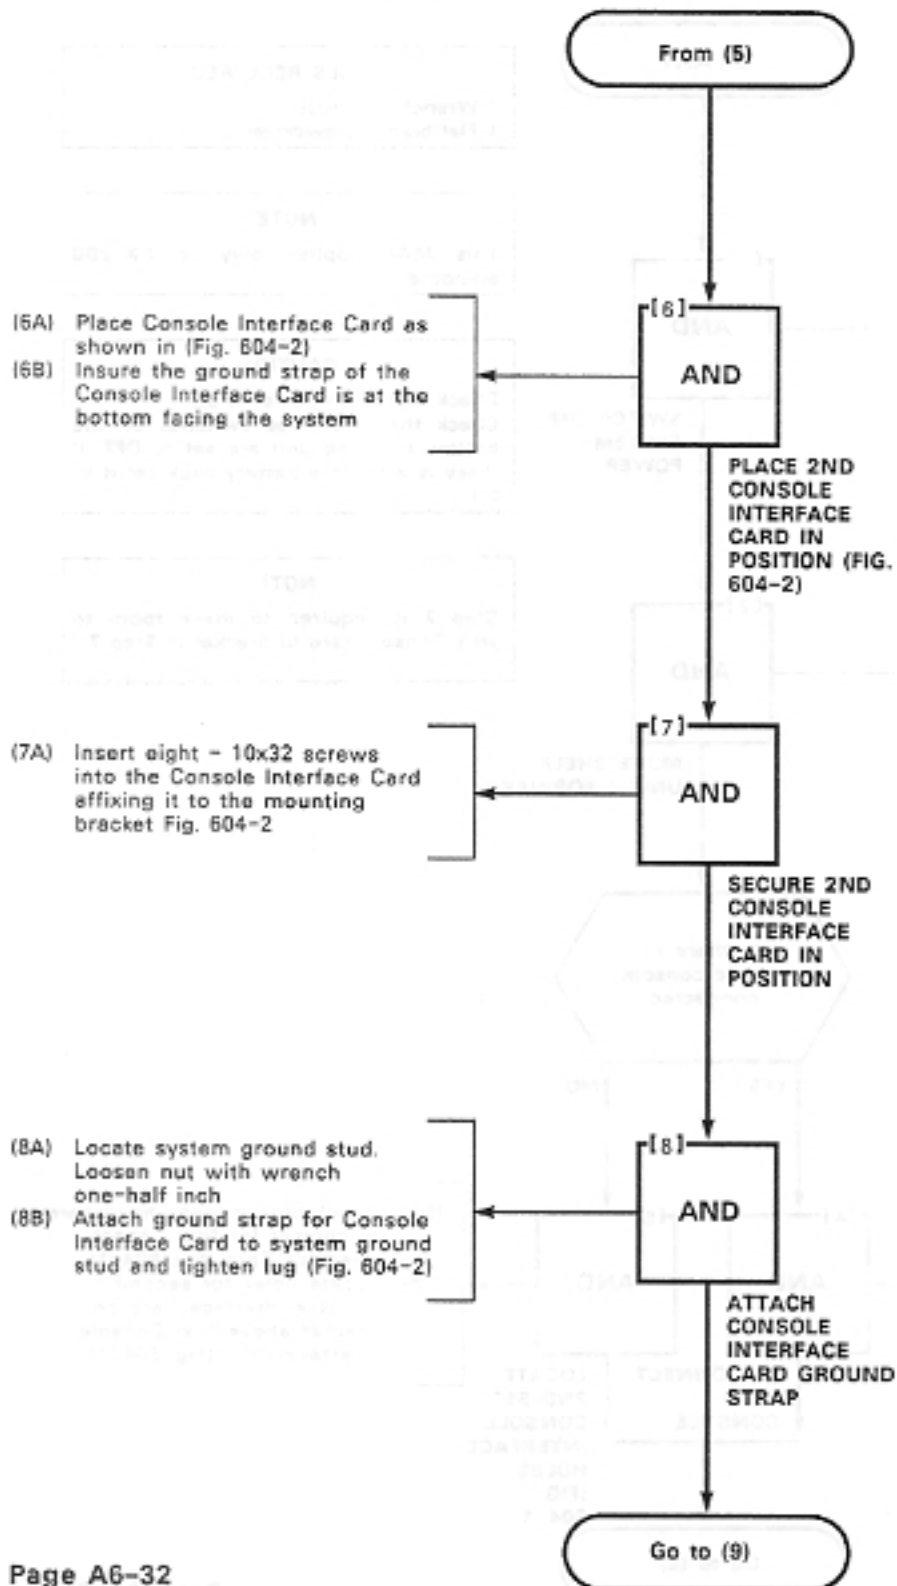 From (5)
[6]
AND
(6A) Place Console Interface Card as
shown in (Fig. 604-2)
(6B) Insure the ground strap of the
Console Interface Card is at the
bottom facing the system
PLACE 2ND
CONSOLE
INTERFACE
CARD IN
POSITION (FIG.
604-2)
[7]
AND
(7A) Insert eight - 10x32 screws
into the Console Interface Card
affixing it to the mounting
bracket Fig. 604-2
SECURE 2ND
CONSOLE
INTERFACE
CARD IN
POSITION
[8]
AND
(8A) Locate system ground stud.
Loosen nut with wrench
one-half inch
(8B) Attach ground strap for Console
Interface Card to system ground
stud and tighten lug (Fig. 604-2)
ATTACH
CONSOLE
INTERFACE
CARD GROUND
STRAP
Go to (9)
Page A6-32